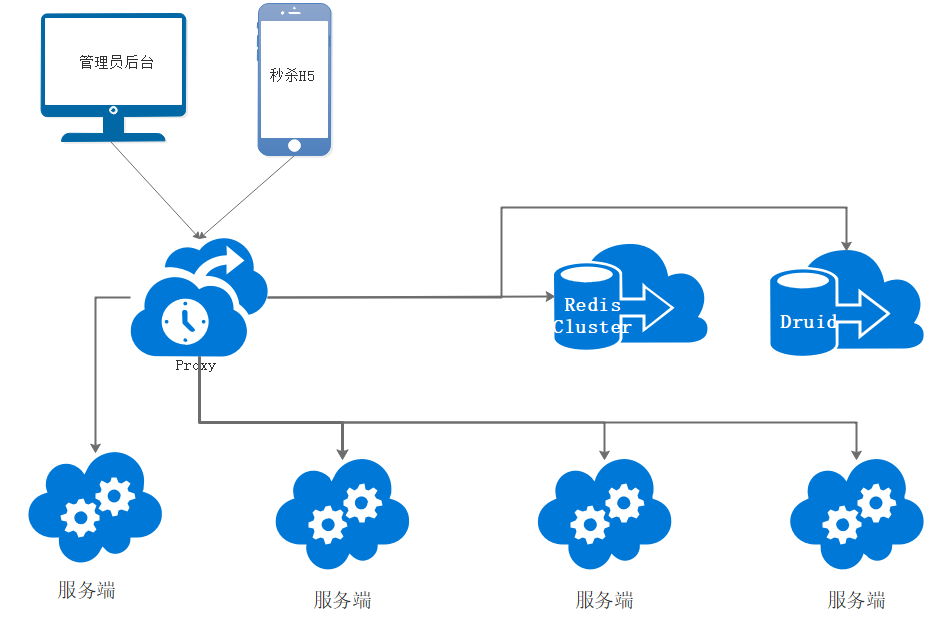 管理员后台
秒杀H5
Redis
Cluster
Druid
Proxy
服务端
服务端
服务端
服务端